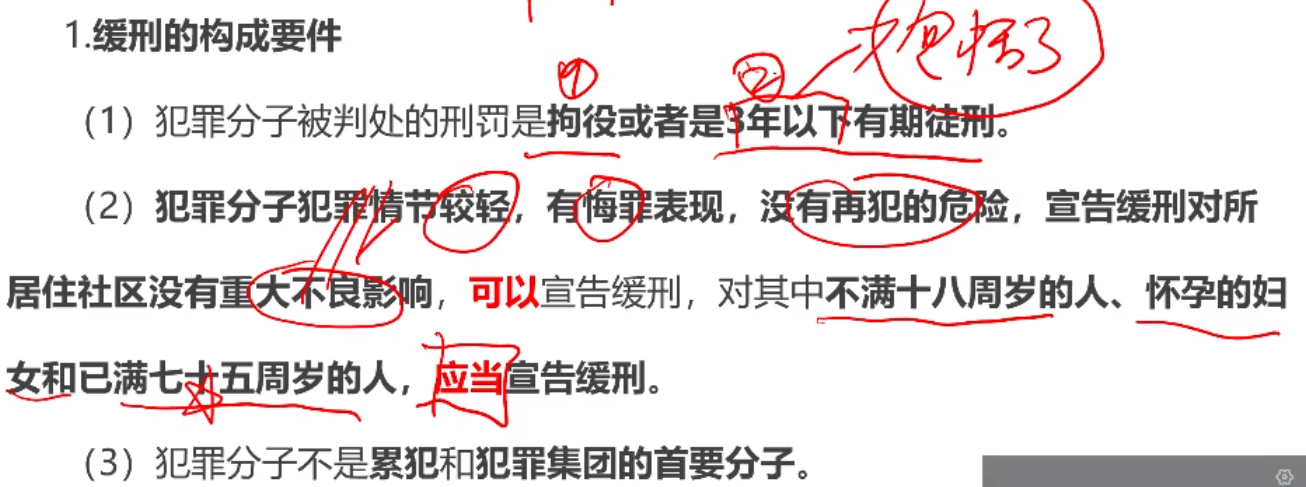 1.缓刑的构成要件
① ② 包括3
（1）犯罪分子被判处的刑罚是拘役或者是3年以下有期徒刑。
（2）犯罪分子犯罪情节较轻，有悔罪表现，没有再犯的危险，宣告缓刑对所
居住社区没有重大不良影响，可以宣告缓刑，对其中不满十八周岁的人、怀孕的妇
女和已满七十五周岁的人，应当宣告缓刑。
（3）犯罪分子不是累犯和犯罪集团的首要分子。